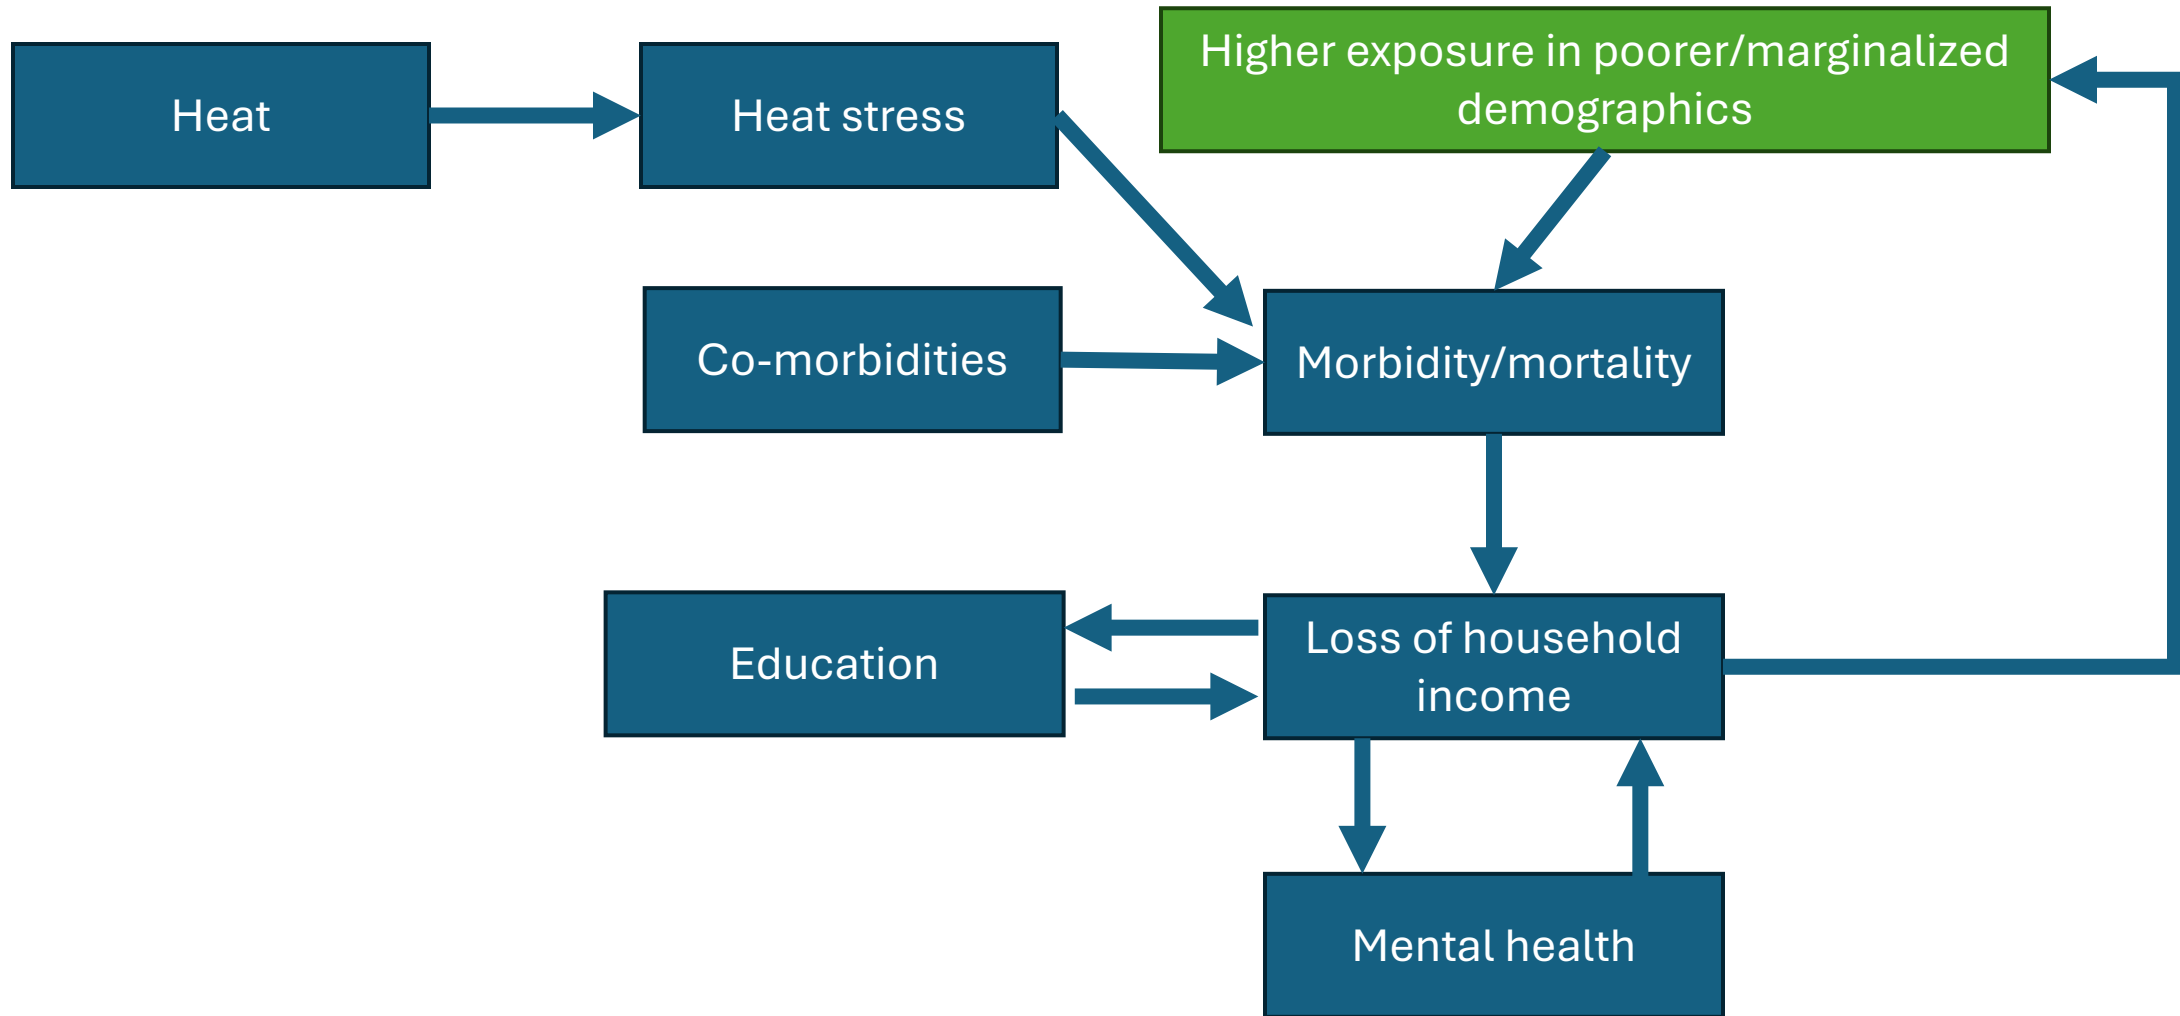 Heat
Heat stress
Higher exposure in poorer/marginalized
demographics
Co-morbidities
Morbidity/mortality
Education
Loss of household
income
Mental health